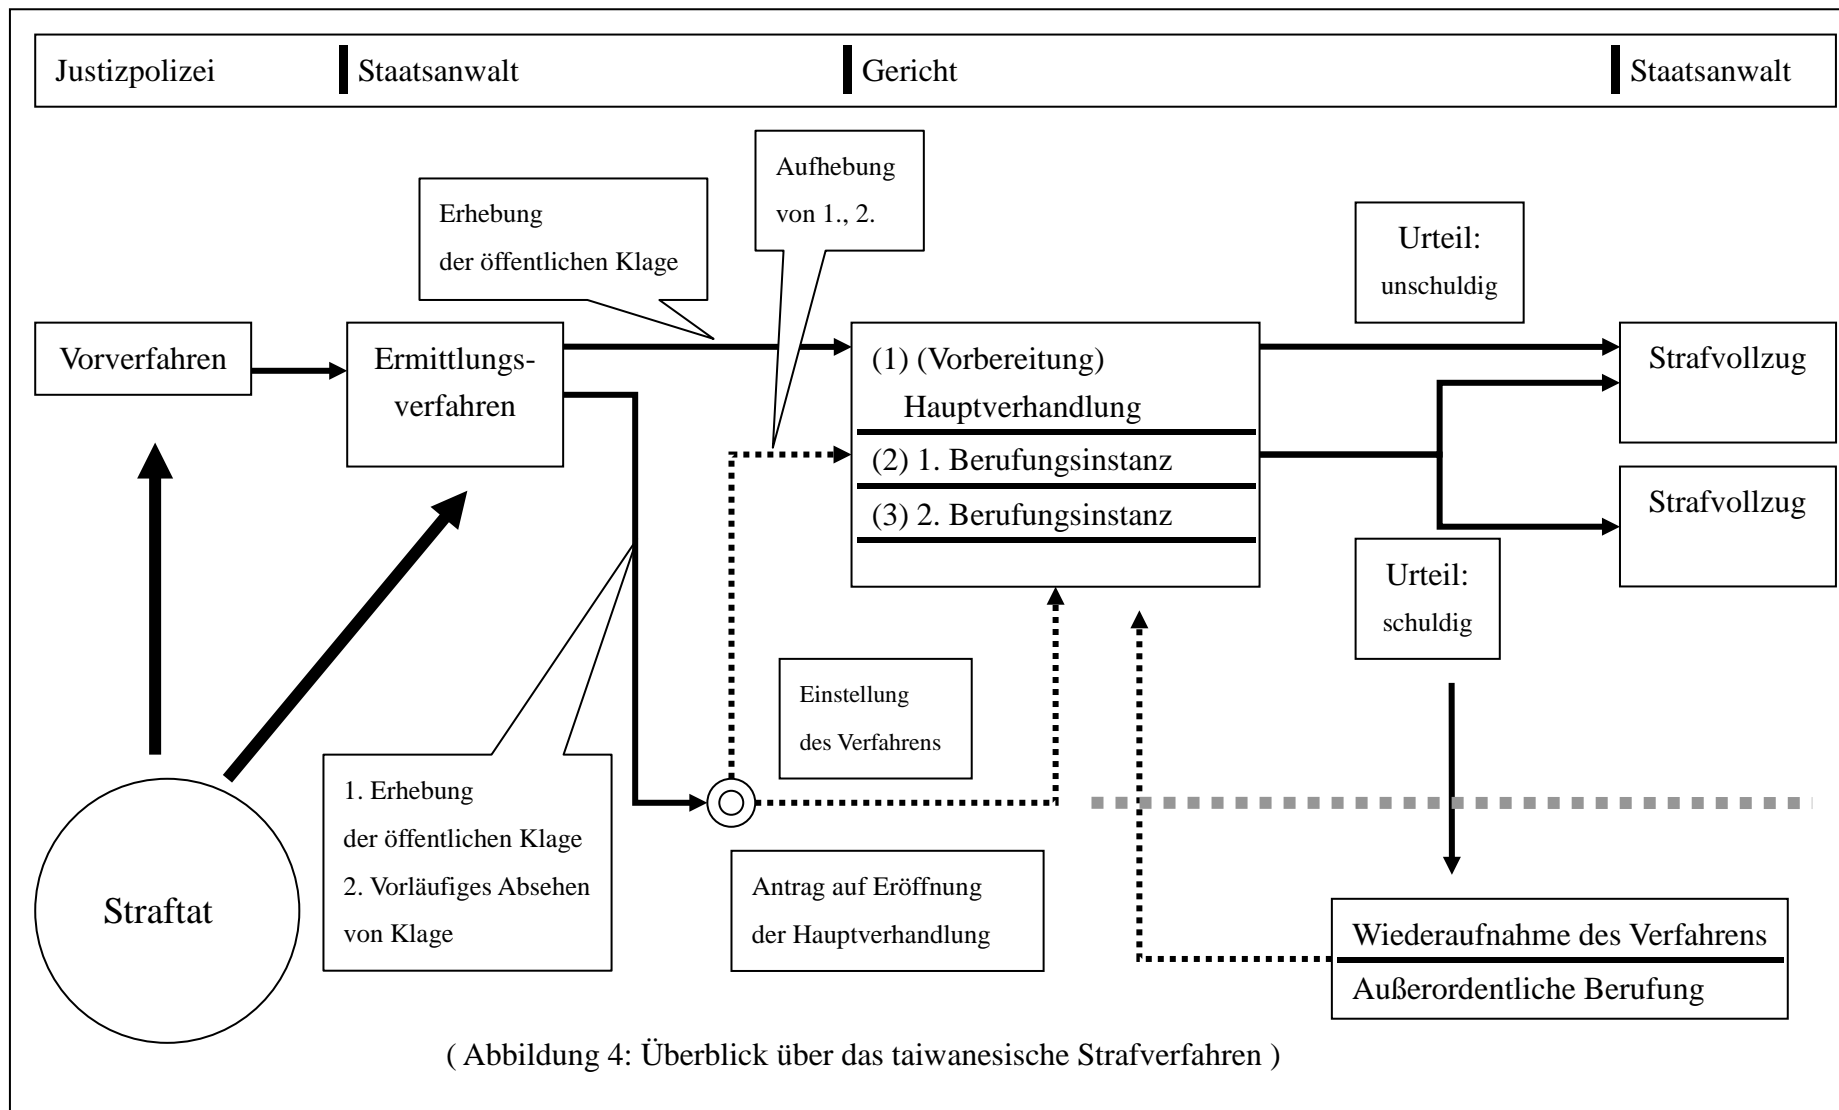 Justizpolizei
Staatsanwalt
Gericht
Staatsanwalt
Aufhebung
von 1., 2.
Erhebung
der öffentlichen Klage
Urteil:
unschuldig
Vorverfahren
Ermittlungs-
verfahren
(1) (Vorbereitung)
Hauptverhandlung
(2) 1. Berufungsinstanz
(3) 2. Berufungsinstanz
Strafvollzug
Strafvollzug
Urteil:
schuldig
Einstellung
des Verfahrens
1. Erhebung
der öffentlichen Klage
2. Vorläufiges Absehen
von Klage
Straftat
Antrag auf Eröffnung
der Hauptverhandlung
Wiederaufnahme des Verfahrens
Außerordentliche Berufung
( Abbildung 4: Überblick über das taiwanesische Strafverfahren )